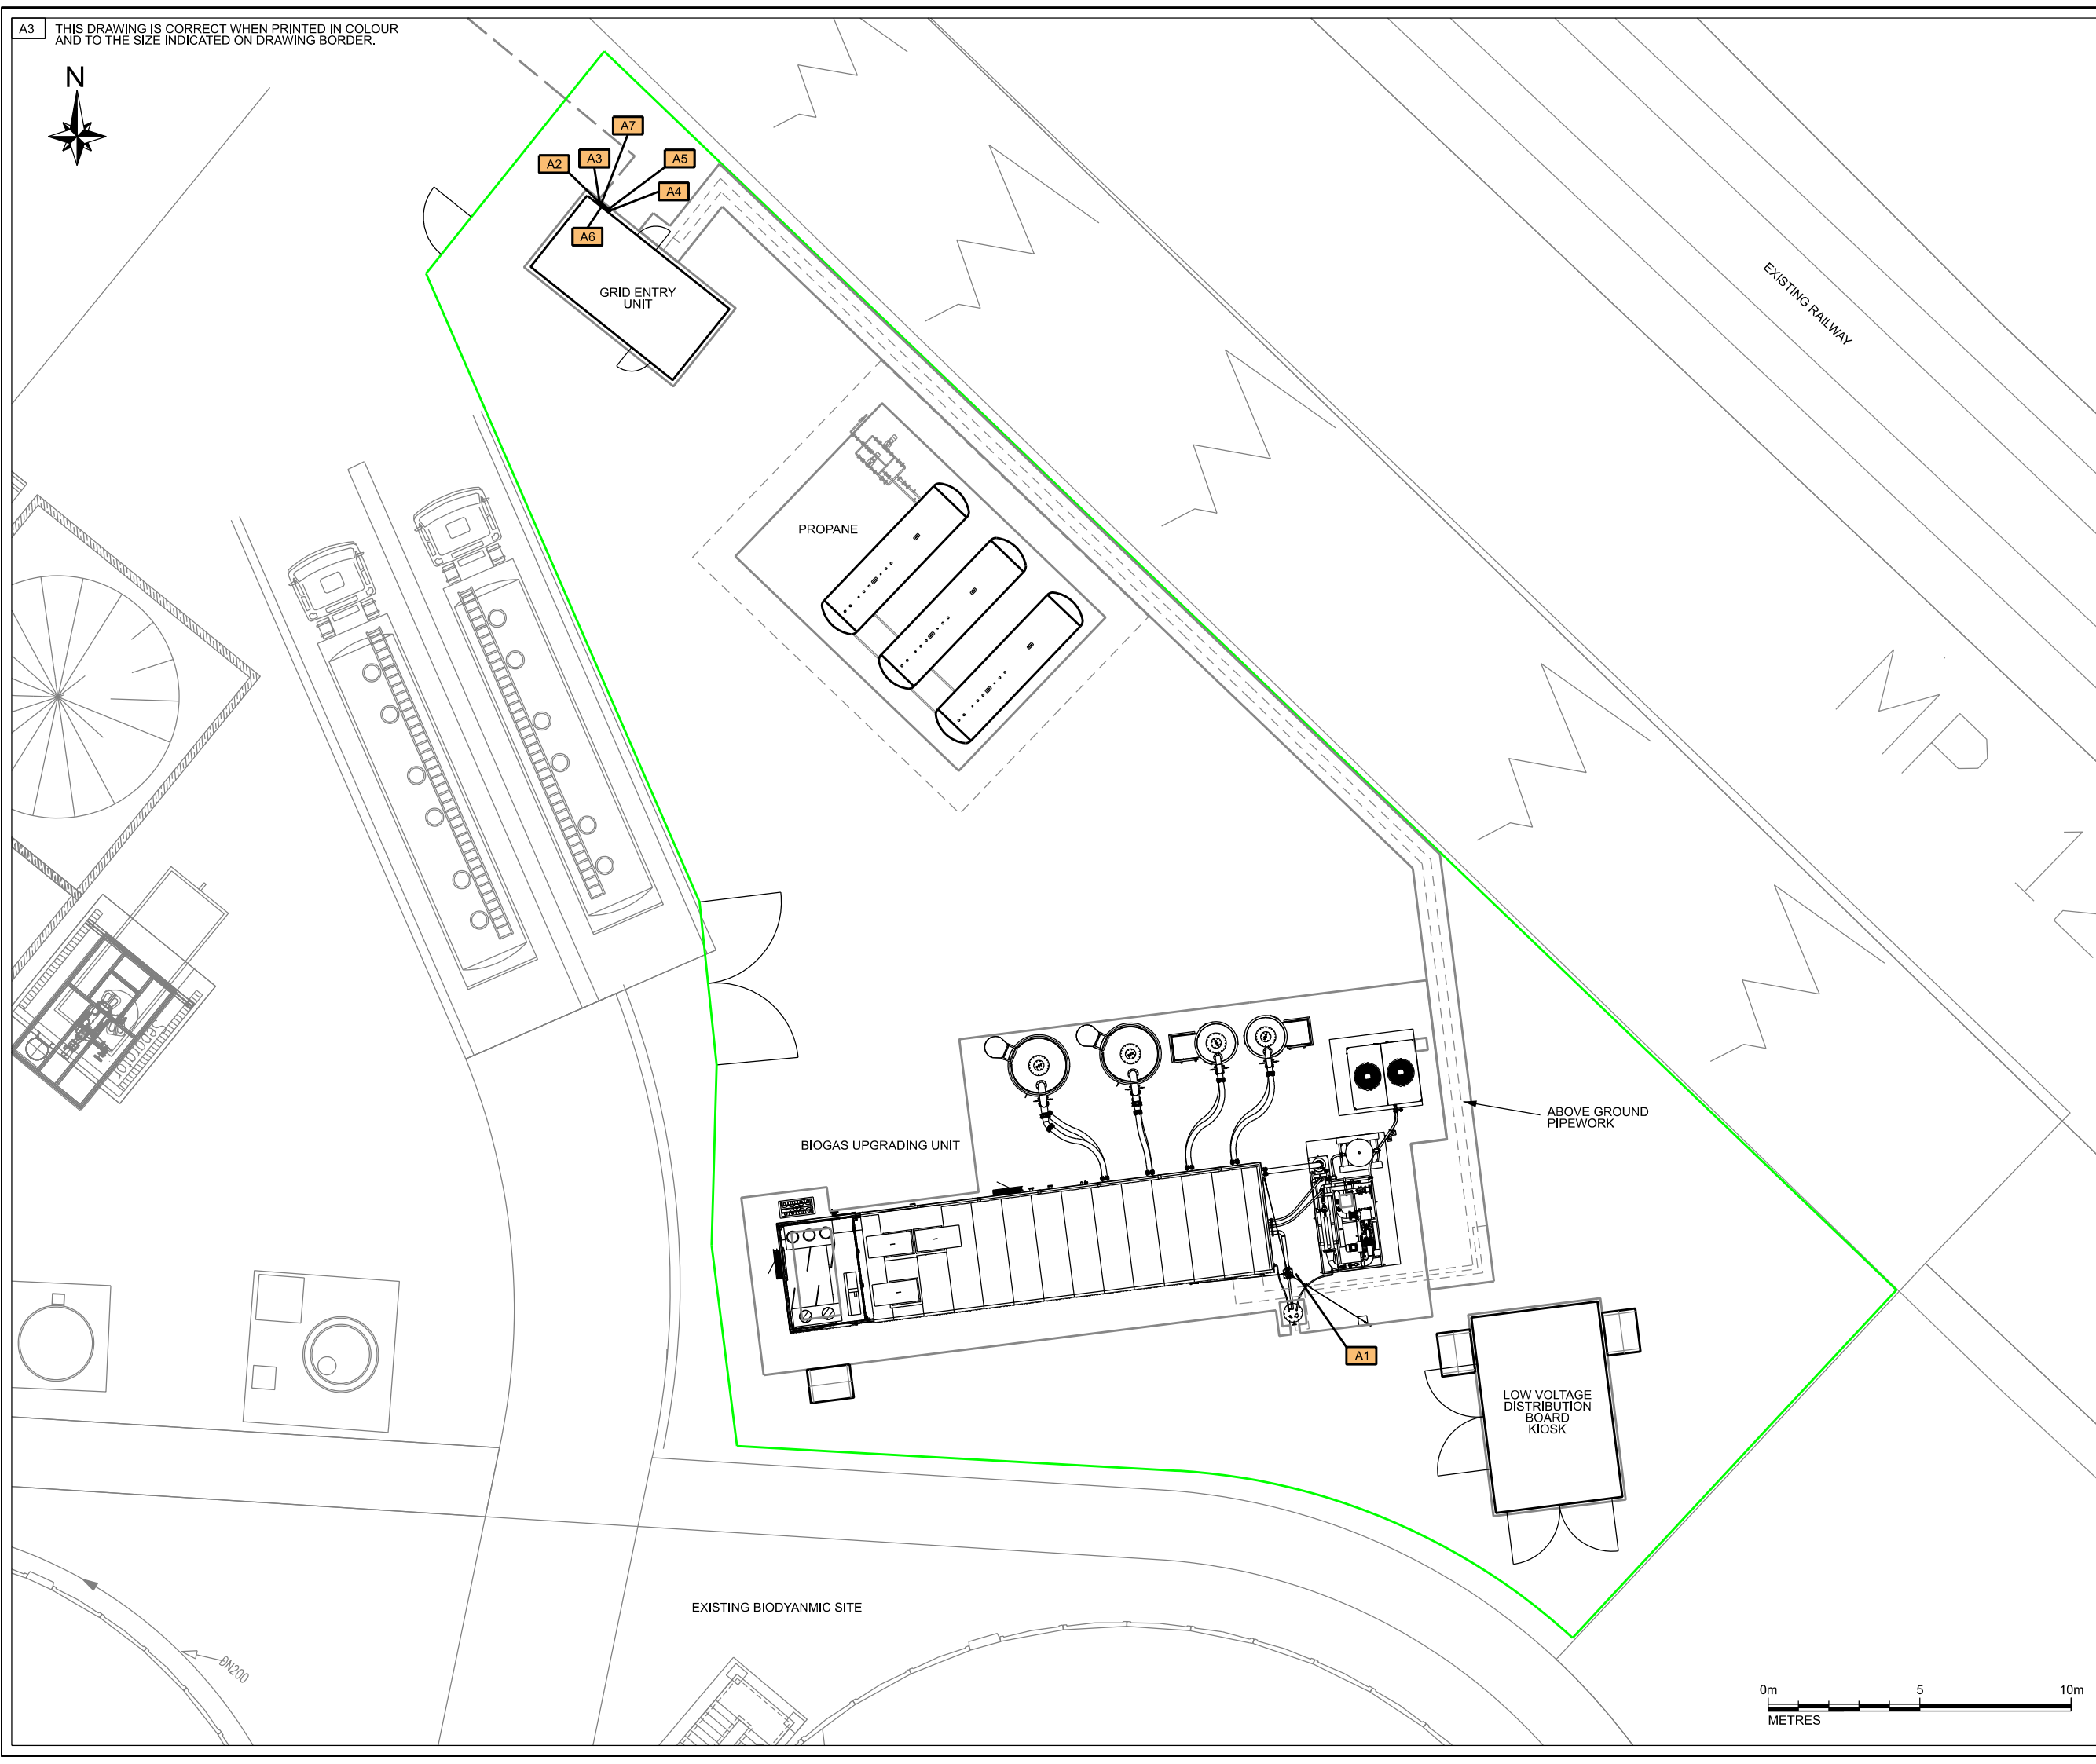 A3
THIS DRAWING IS CORRECT WHEN PRINTED IN COLOUR
AND TO THE SIZE INDICATED ON DRAWING BORDER.
N
A7
A2
A3
A5
A4
A6
GRID ENTRY
UNIT
EXISTING RAILWAY
PROPANE
MP
ABOVE GROUND
PIPEWORK
BIOGAS UPGRADING UNIT
A1
LOW VOLTAGE
DISTRIBUTION
BOARD
KIOSK
EXISTING BIODYANMIC SITE
DN200
0m
5
10m
METRES